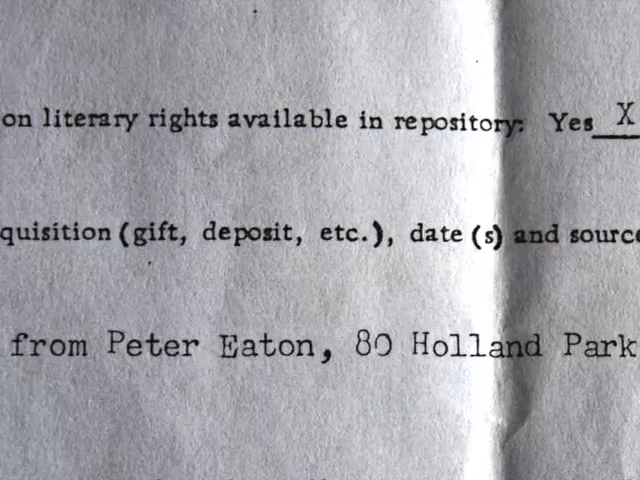 on literary rights available in repository: Yes X
quisition (gift, deposit, etc.), date (s) and source
from Peter Eaton, 80 Holland Park